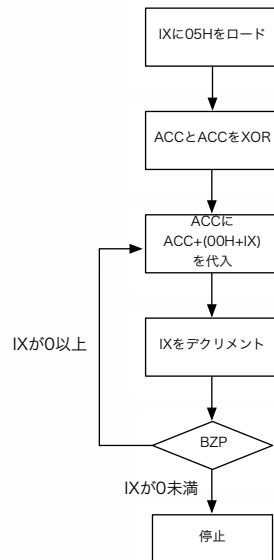 IXに05Hをロード
ACCとACCをXOR
ACCに
ACC+(00H+IX)
を代入
IXが0以上
IXをデクリメント
BZP
IXが0未満
停止